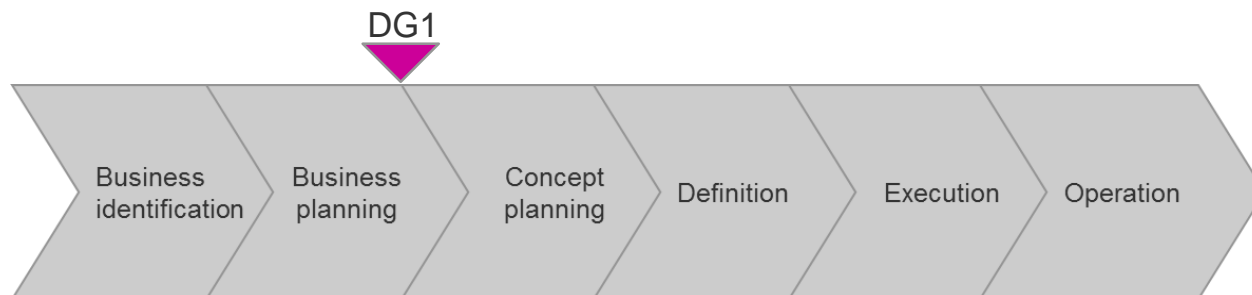 DG1
Business
identification
Business
planning
Concept
planning
Definition
Execution
Operation